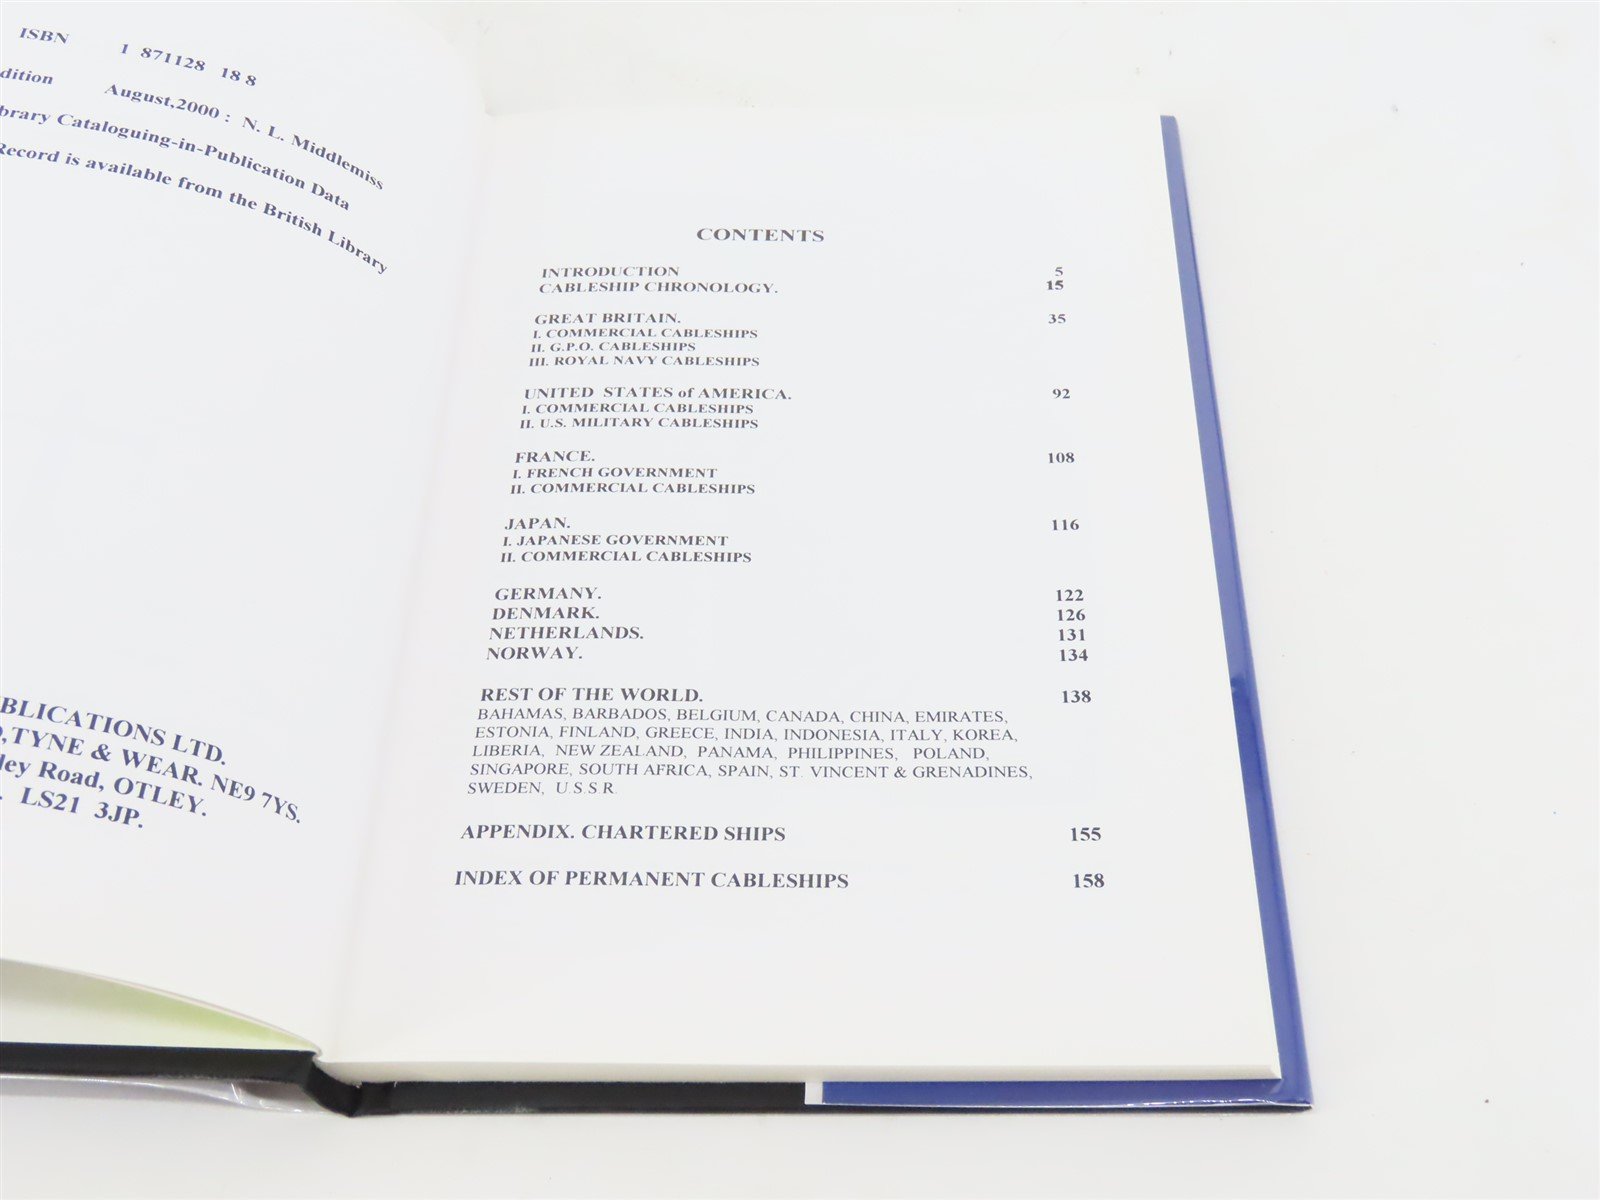 ISBN 1 871128 18 8
August,2000 : N. L. Middlemiss
Cataloguing-in-Publication Data
Record is available from the British Library
LTD.
TYNE & WEAR. NE9 7YS.
Road, OTLEY.
LS21 3JP.
CONTENTS
INTRODUCTION 5
CABLESHIP CHRONOLOGY. 15
GREAT BRITAIN. 35
I. COMMERCIAL CABLESHIPS
II. G.P.O. CABLESHIPS
III. ROYAL NAVY CABLESHIPS
UNITED STATES of AMERICA. 92
I. COMMERCIAL CABLESHIPS
II. U.S. MILITARY CABLESHIPS
FRANCE. 108
I. FRENCH GOVERNMENT
II. COMMERCIAL CABLESHIPS
JAPAN. 116
I. JAPANESE GOVERNMENT
II. COMMERCIAL CABLESHIPS
GERMANY. 122
DENMARK. 126
NETHERLANDS. 131
NORWAY. 134
REST OF THE WORLD. 138
BAHAMAS, BARBADOS, BELGIUM, CANADA, CHINA, EMIRATES,
ESTONIA, FINLAND, GREECE, INDIA, INDONESIA, ITALY, KOREA,
LIBERIA, NEW ZEALAND, PANAMA, PHILIPPINES, POLAND,
SINGAPORE, SOUTH AFRICA, SPAIN, ST. VINCENT & GRENADINES,
SWEDEN, U.S.S.R.
APPENDIX. CHARTERED SHIPS 155
INDEX OF PERMANENT CABLESHIPS 158